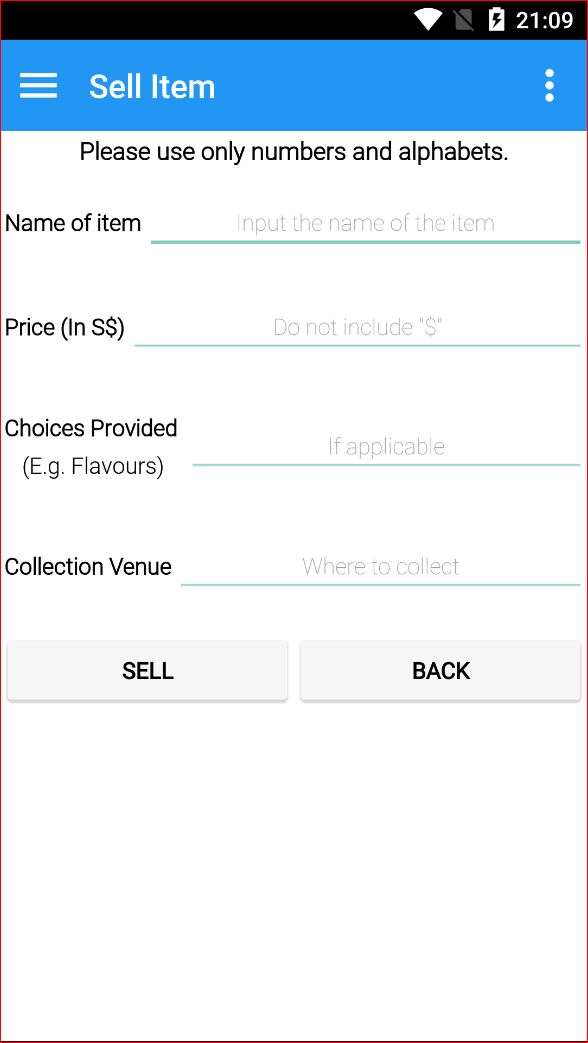 21:09
Sell Item
Please use only numbers and alphabets.
Name of item
Input the name of the item
Price (In S$)
Do not include "$"
Choices Provided
(E.g. Flavours)
If applicable
Collection Venue
Where to collect
SELL
BACK